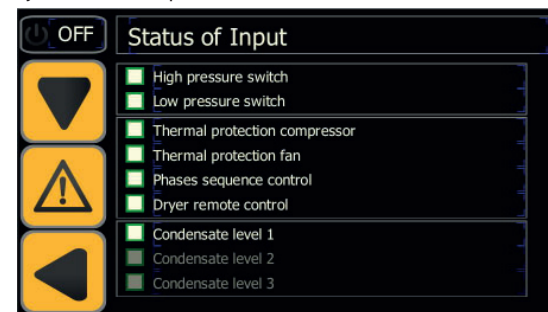 OFF
Status of Input
High pressure switch
Low pressure switch
Thermal protection compressor
Thermal protection fan
Phases sequence control
Dryer remote control
Condensate level 1
Condensate level 2
Condensate level 3